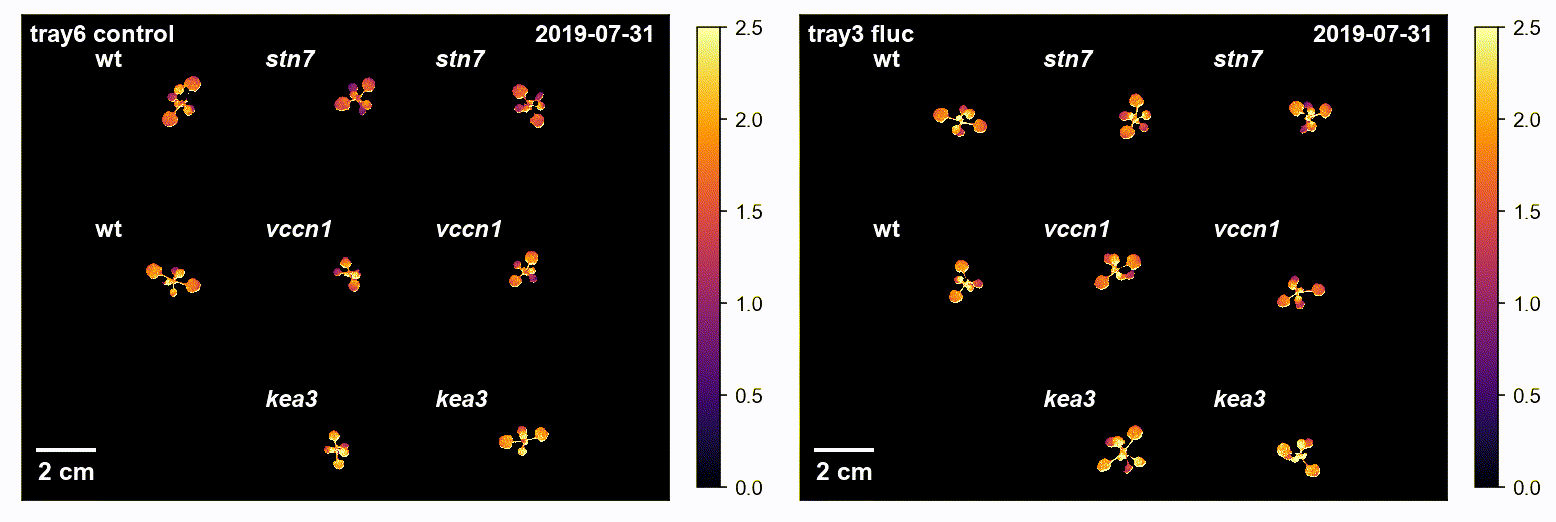 tray6 control 2019-07-31
wt stn7 stn7
wt vccn1 vccn1
kea3 kea3
2 cm
2.5
2.0
1.5
1.0
0.5
0.0
tray3 fluc 2019-07-31
wt stn7 stn7
wt vccn1 vccn1
kea3 kea3
2 cm
2.5
2.0
1.5
1.0
0.5
0.0